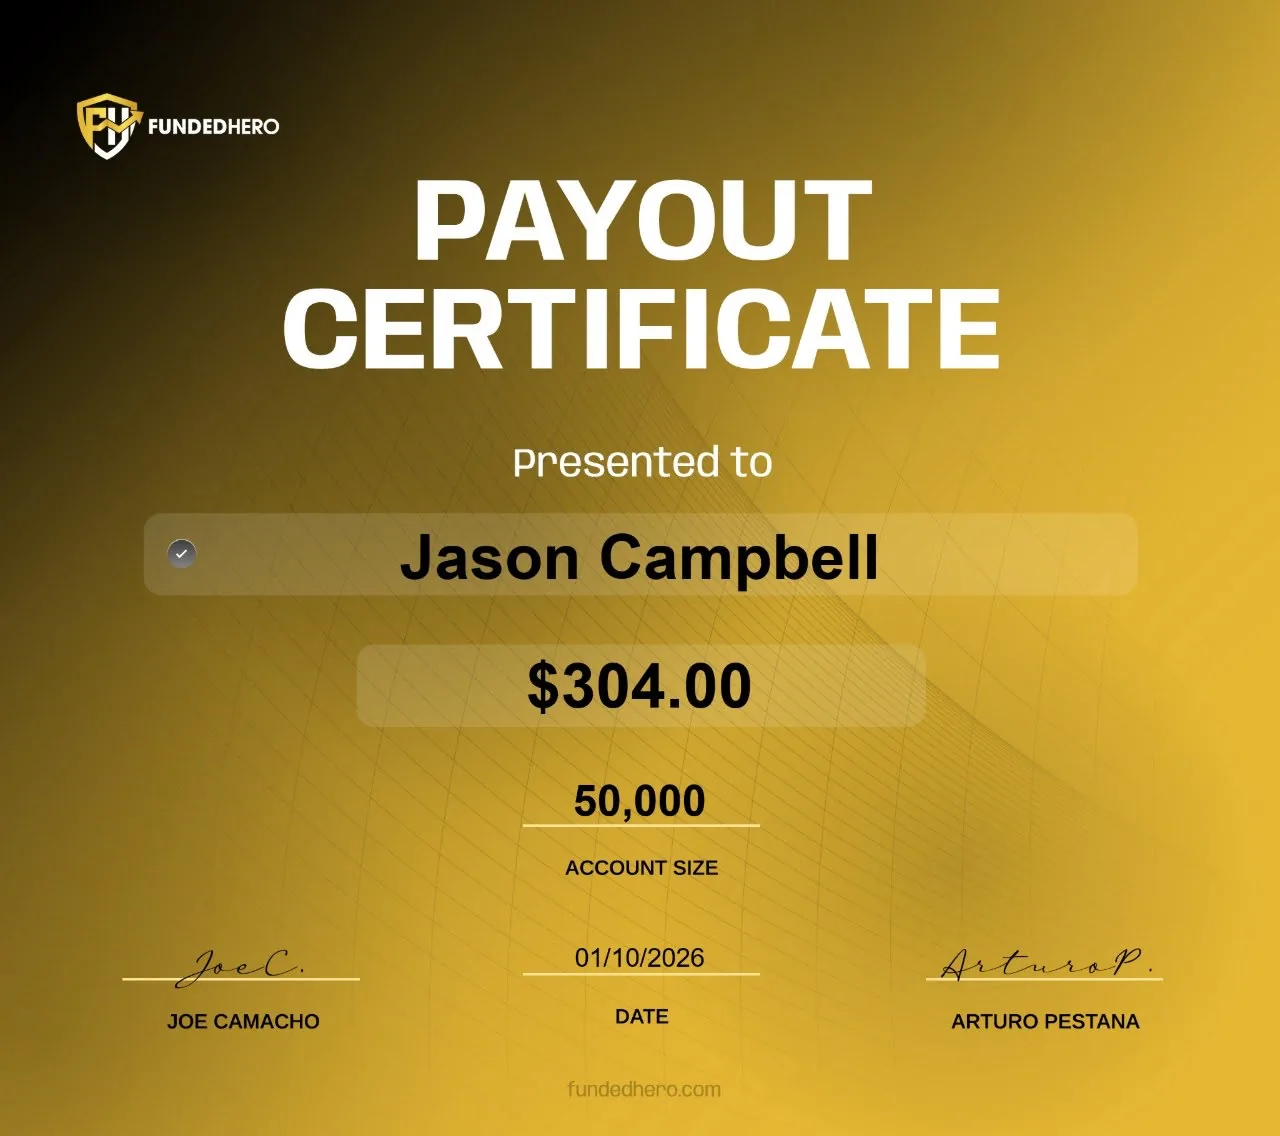 FUNDEDHERO
PAYOUT
CERTIFICATE
Presented to
Jason Campbell
$304.00
50,000
ACCOUNT SIZE
JoeC.
JOE CAMACHO
01/10/2026
DATE
ArturoP.
ARTURO PESTANA
fundedhero.com